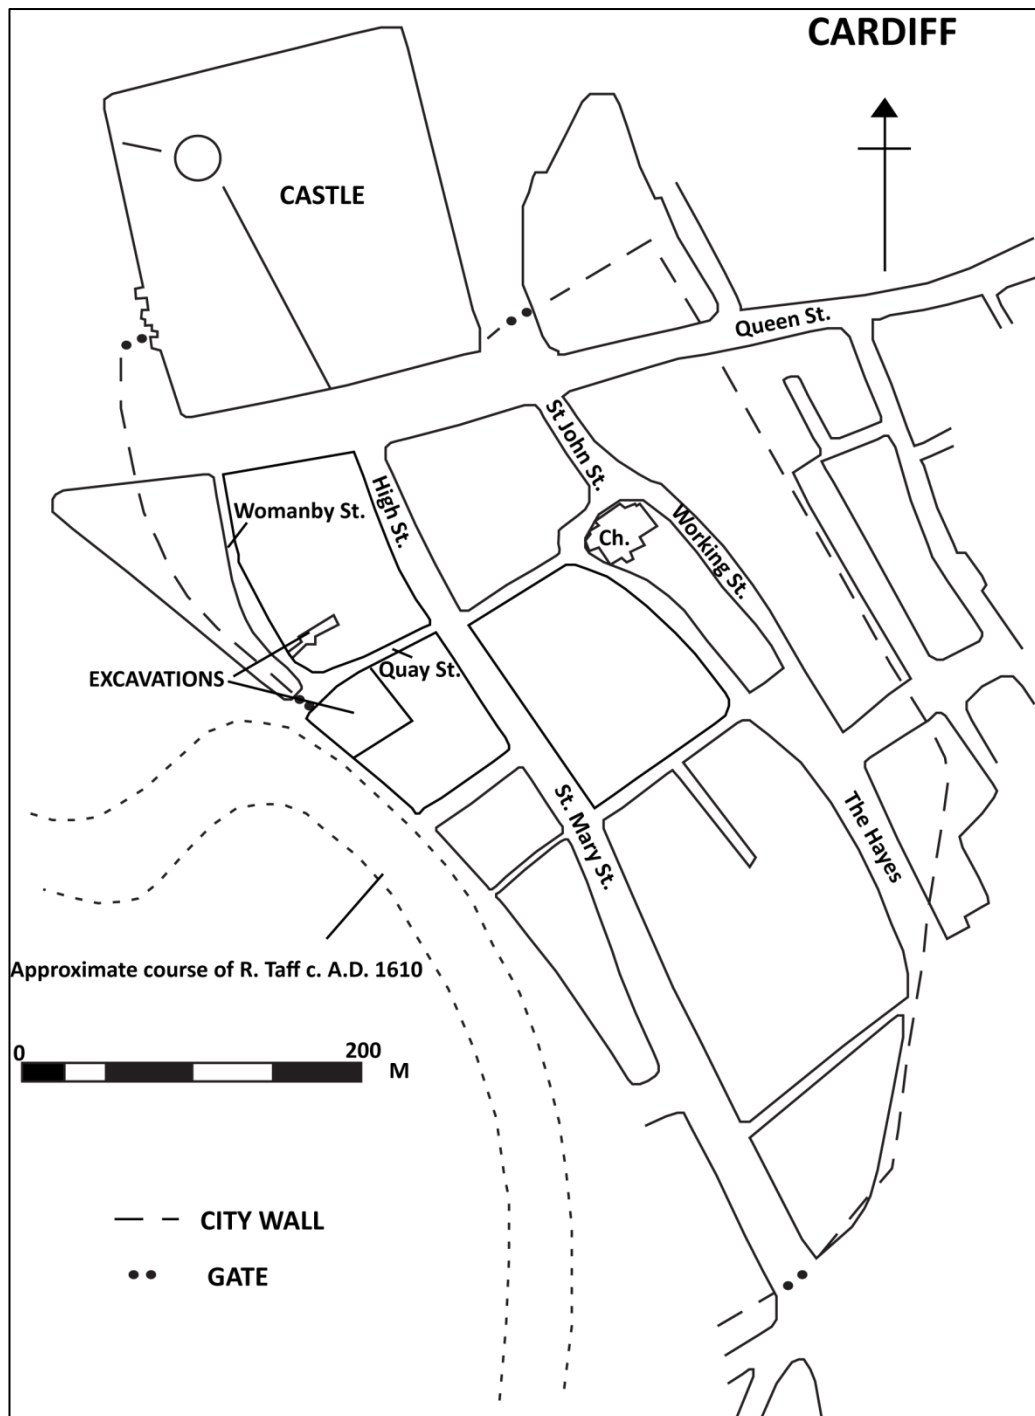 CARDIFF
CASTLE
Queen St.
St John St.
High St.
Womanby St.
Working St.
Ch.
Quay St.
EXCAVATIONS
St. Mary St.
The Hayes
Approximate course of R. Taff c. A.D. 1610
0 200
M
CITY WALL
GATE